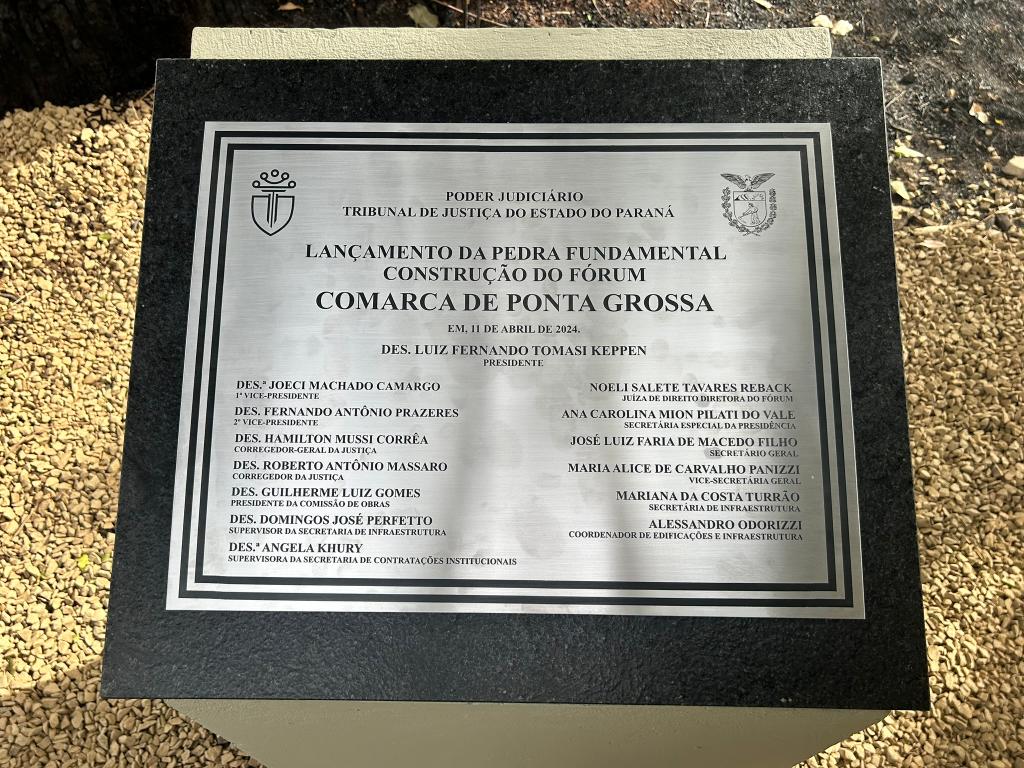 PODER JUDICIÁRIO
TRIBUNAL DE JUSTIÇA DO ESTADO DO PARANÁ
LANÇAMENTO DA PEDRA FUNDAMENTAL
CONSTRUÇÃO DO FÓRUM
COMARCA DE PONTA GROSSA
EM, 11 DE ABRIL DE 2024.
DES. LUIZ FERNANDO TOMASI KEPPEN
PRESIDENTE
DES.ª JOECI MACHADO CAMARGO
1ª VICE-PRESIDENTE
DES. FERNANDO ANTÔNIO PRAZERES
2º VICE-PRESIDENTE
DES. HAMILTON MUSSI CORRÊA
CORREGEDOR-GERAL DA JUSTIÇA
DES. ROBERTO ANTÔNIO MASSARO
CORREGEDOR DA JUSTIÇA
DES. GUILHERME LUIZ GOMES
PRESIDENTE DA COMISSÃO DE OBRAS
DES. DOMINGOS JOSÉ PERFETTO
SUPERVISOR DA SECRETARIA DE INFRAESTRUTURA
DES.ª ANGELA KHURY
SUPERVISORA DA SECRETARIA DE CONTRATAÇÕES INSTITUCIONAIS
NOELI SALETE TAVARES REBACK
JUÍZA DE DIREITO DIRETORA DO FÓRUM
ANA CAROLINA MION PILATI DO VALE
SECRETÁRIA ESPECIAL DA PRESIDÊNCIA
JOSÉ LUIZ FARIA DE MACEDO FILHO
SECRETÁRIO GERAL
MARIA ALICE DE CARVALHO PANIZZI
VICE-SECRETÁRIA GERAL
MARIANA DA COSTA TURRÃO
SECRETÁRIA DE INFRAESTRUTURA
ALESSANDRO ODORIZZI
COORDENADOR DE EDIFICAÇÕES E INFRAESTRUTURA